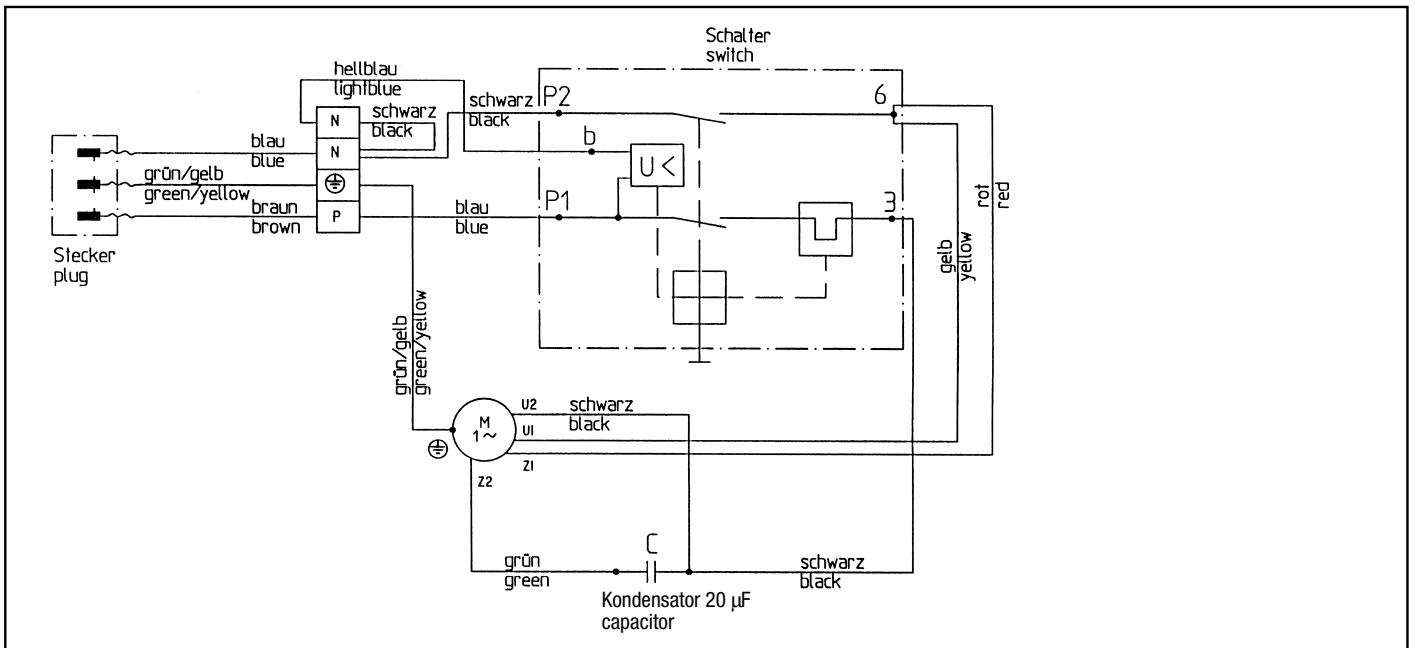 Schalter
switch
hellblau
lightblue
schwarz
black
schwarz
black
P2
6
N
N
P
b
U<
blau
blue
grün/gelb
green/yellow
braun
brown
blau
blue
P1
3
rot
red
gelb
yellow
Stecker
plug
grün/gelb
green/yellow
M
1~
U2
schwarz
black
U1
Z1
Z2
C
grün
green
schwarz
black
Kondensator 20 µF
capacitor